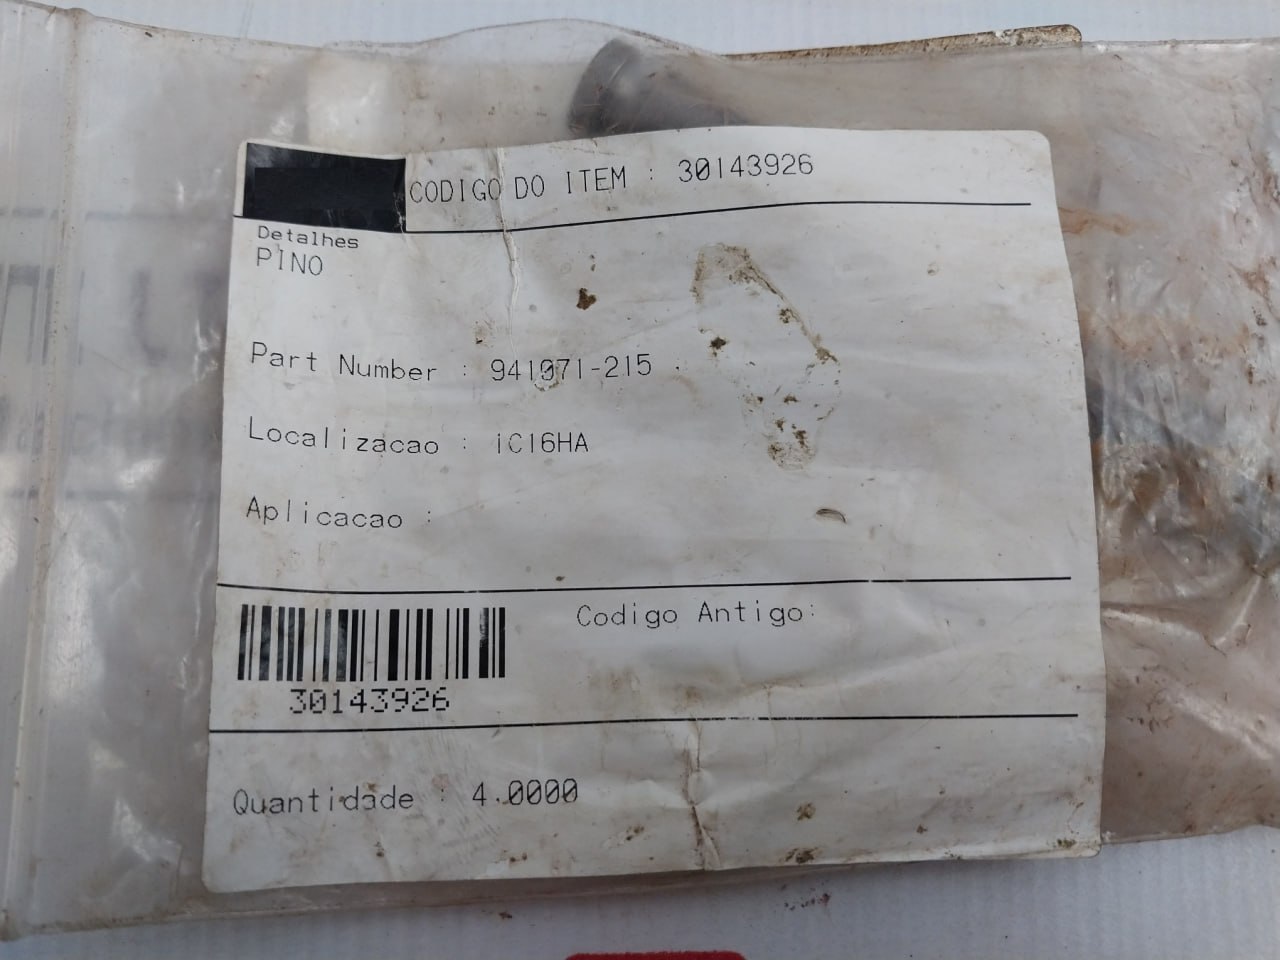 CODIGO DO ITEM : 30143926
Detalhes
PINO
Part Number : 941071-215
Localizacao : 1C16HA
Aplicacao :
Codigo Antigo:
30143926
Quantidade : 4.0000